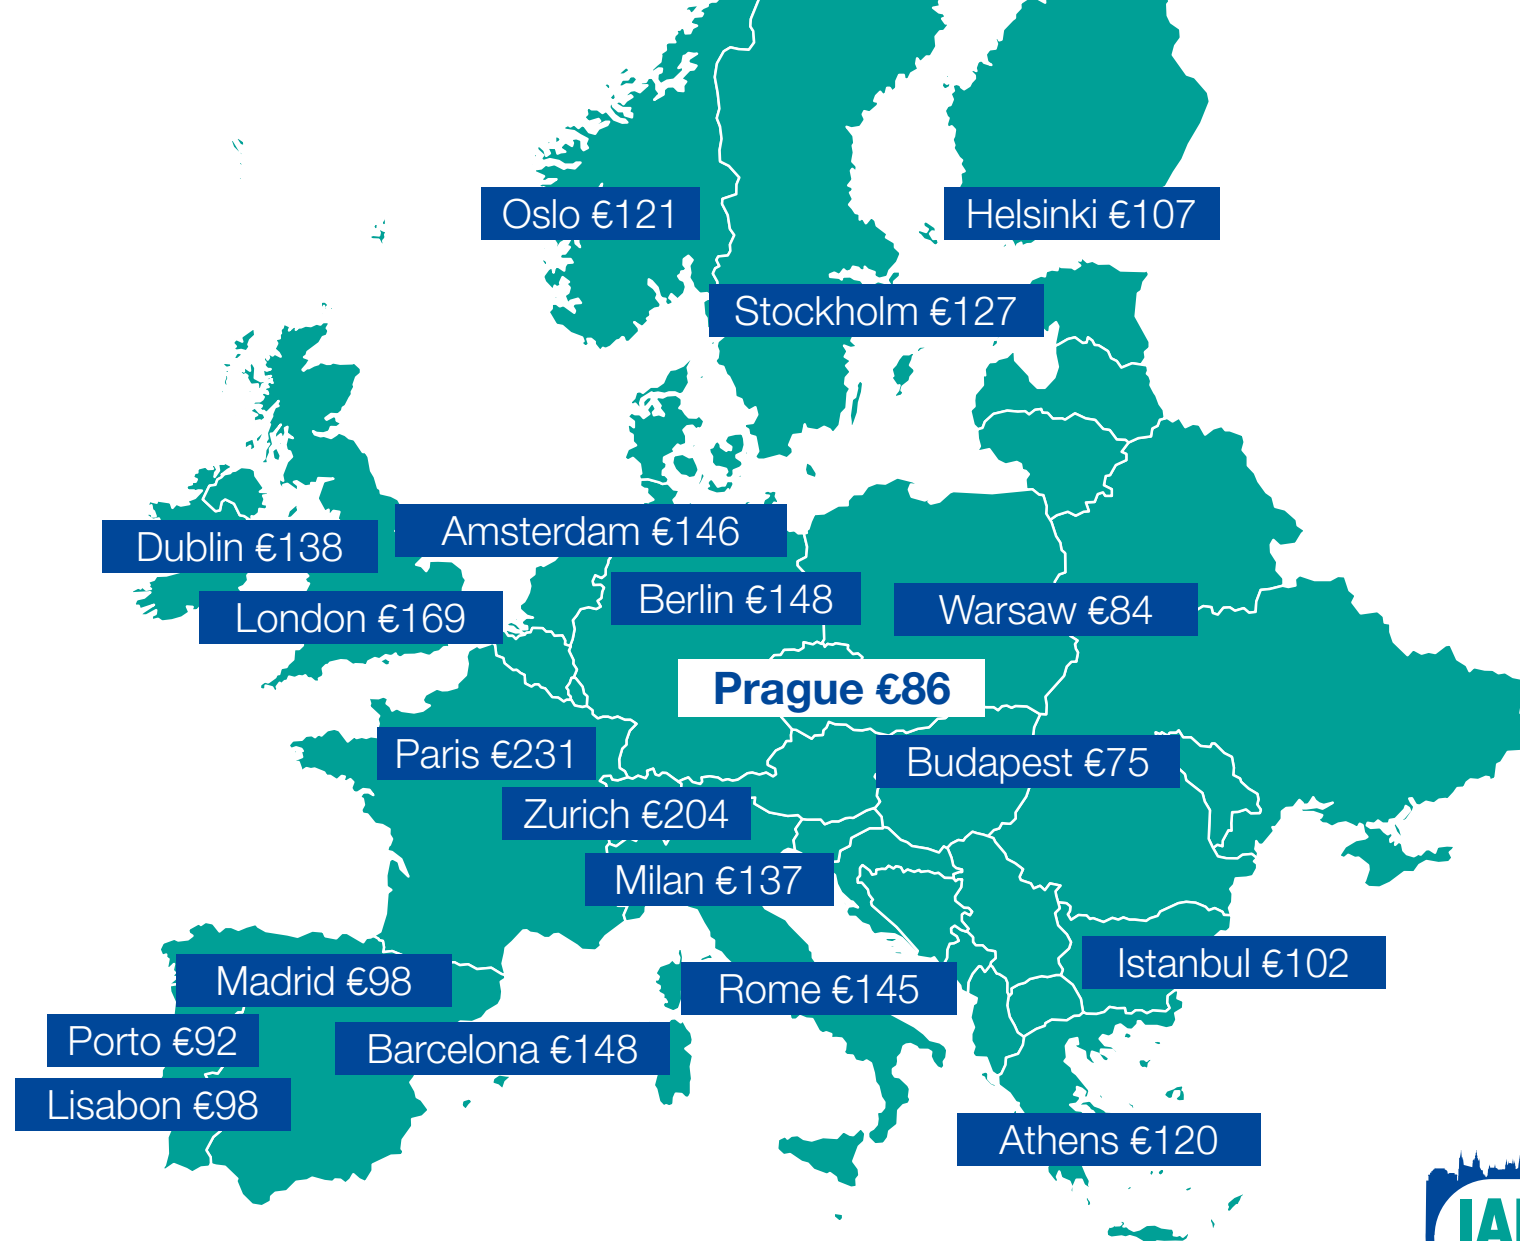 Oslo €121
Helsinki €107
Stockholm €127
Amsterdam €146
Dublin €138
Berlin €148
Warsaw €84
London €169
Prague €86
Paris €231
Budapest €75
Zurich €204
Milan €137
Istanbul €102
Madrid €98
Rome €145
Porto €92
Barcelona €148
Lisabon €98
Athens €120